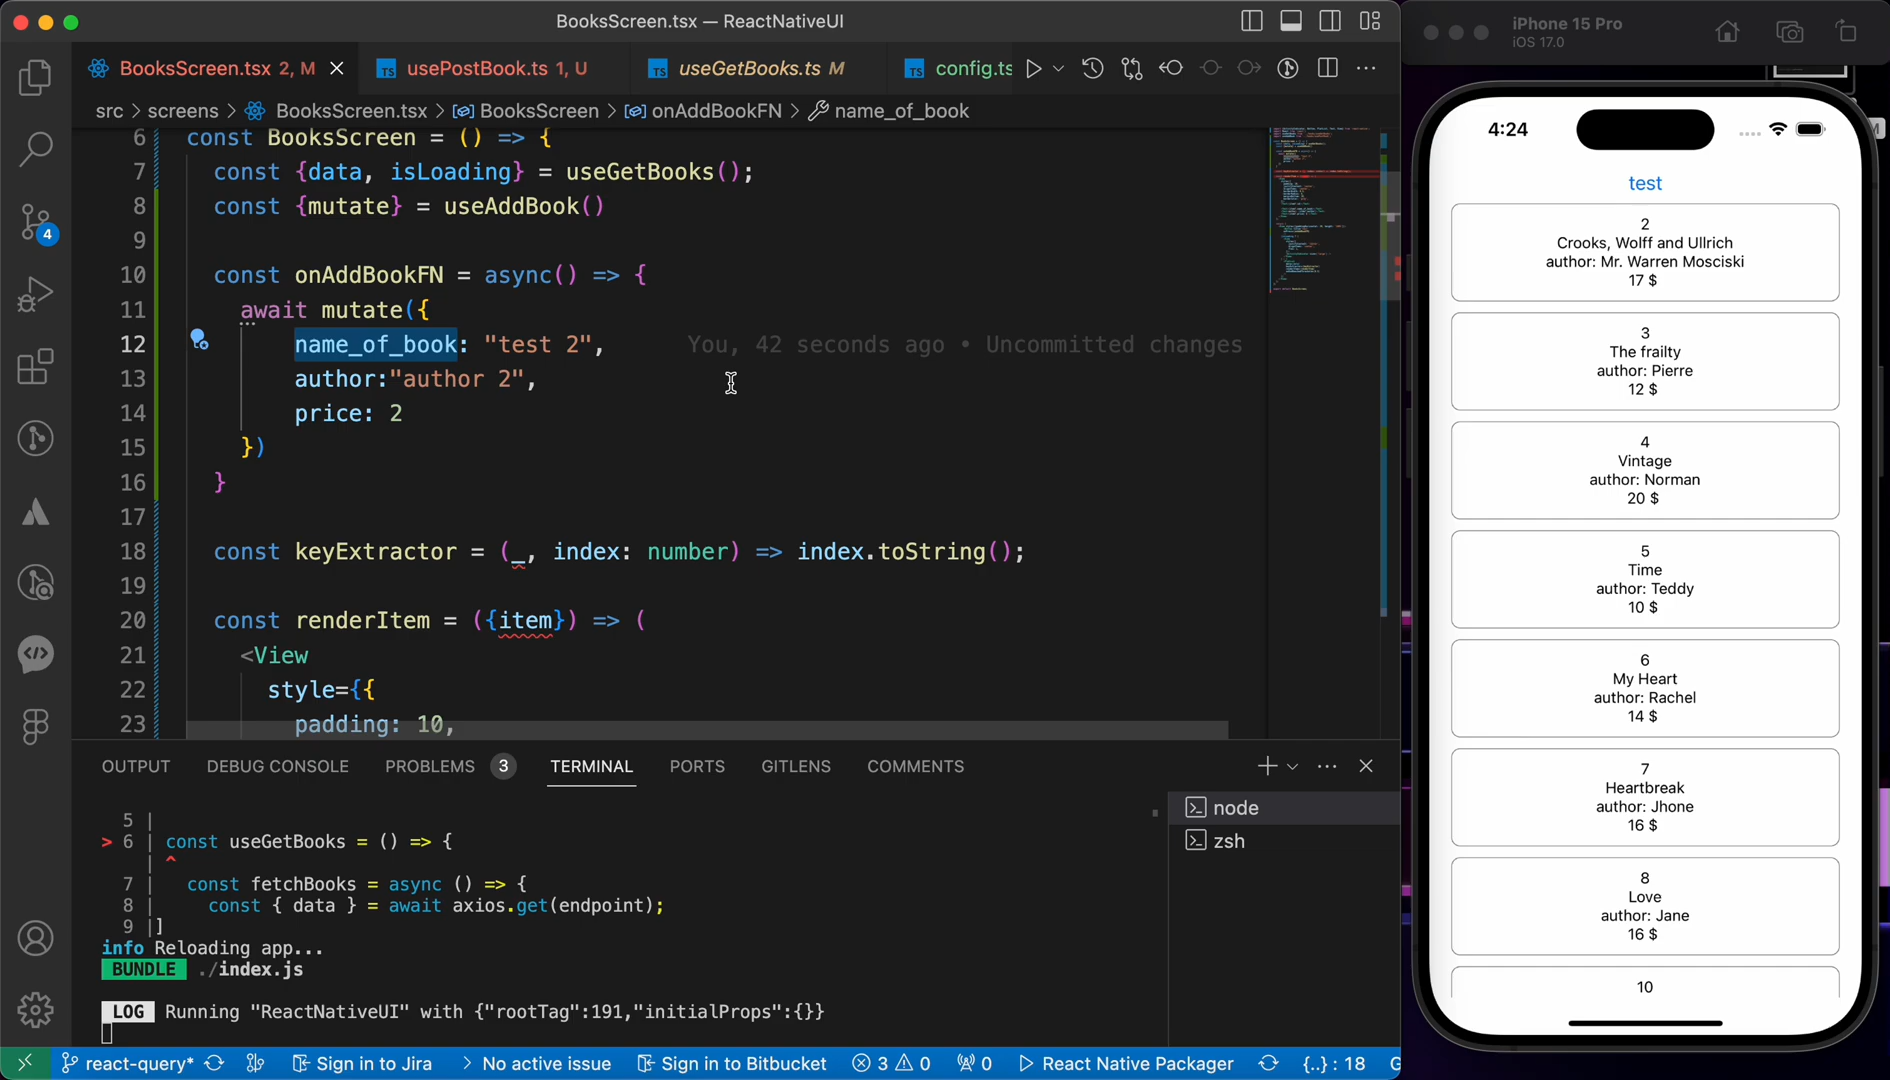 BooksScreen.tsx — ReactNativeUI
BooksScreen.tsx 2, M
TS usePostBook.ts 1, U
TS useGetBooks.ts M
TS config.ts
src > screens > BooksScreen.tsx > BooksScreen > onAddBookFN > name_of_book
6 const BooksScreen = () => {
7 const {data, isLoading} = useGetBooks();
8 const {mutate} = useAddBook()
9
10 const onAddBookFN = async() => {
11 await mutate({
12 name_of_book: "test 2", You, 42 seconds ago • Uncommitted changes
13 author:"author 2",
14 price: 2
15 })
16 }
17
18 const keyExtractor = (_, index: number) => index.toString();
19
20 const renderItem = ({item}) => (
21 <View
22 style={{
23 padding: 10,
OUTPUT DEBUG CONSOLE PROBLEMS 3 TERMINAL PORTS GITLENS COMMENTS
5 |
> 6 | const useGetBooks = () => {
| ^
7 | const fetchBooks = async () => {
8 | const { data } = await axios.get(endpoint);
9 |]
info Reloading app...
BUNDLE ./index.js
LOG Running "ReactNativeUI" with {"rootTag":191,"initialProps":{}}
node
zsh
4
react-query* Sign in to Jira > No active issue Sign in to Bitbucket 3 0 0 React Native Packager {..} : 18 G
iPhone 15 Pro
iOS 17.0
4:24
test
2
Crooks, Wolff and Ullrich
author: Mr. Warren Mosciski
17 $
3
The frailty
author: Pierre
12 $
4
Vintage
author: Norman
20 $
5
Time
author: Teddy
10 $
6
My Heart
author: Rachel
14 $
7
Heartbreak
author: Jhone
16 $
8
Love
author: Jane
16 $
10